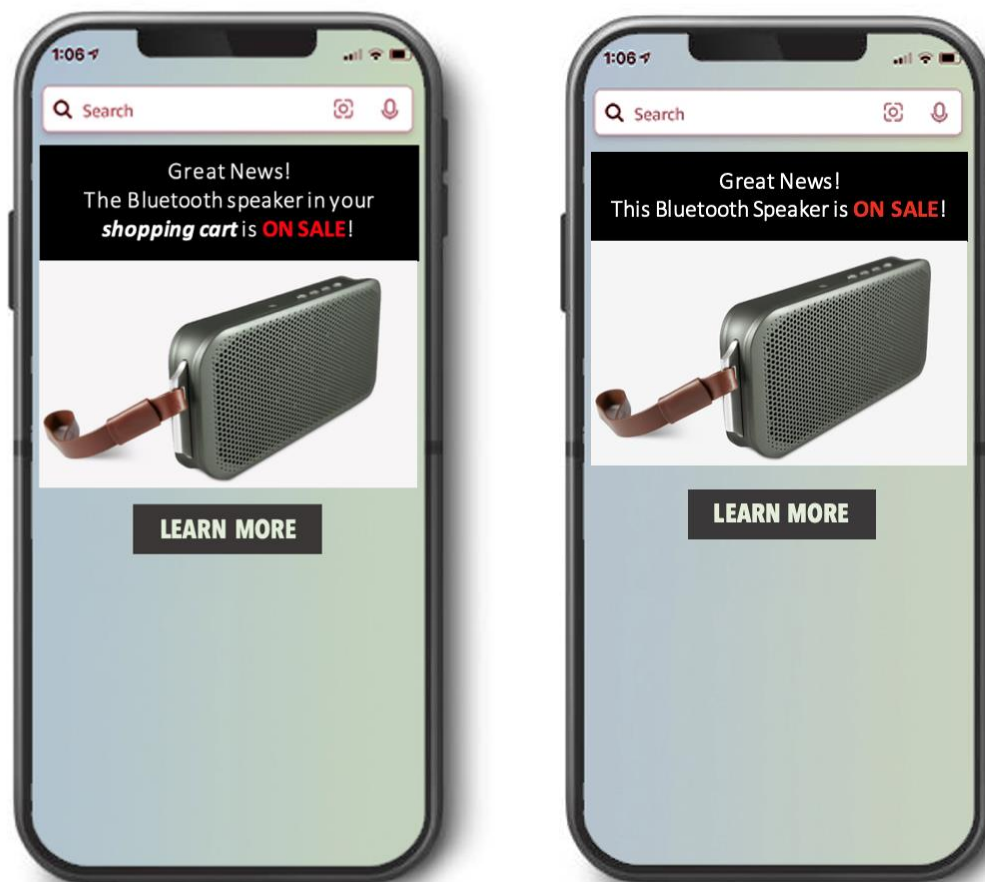 1:06
Search
Great News!
The Bluetooth speaker in your
shopping cart is ON SALE!
LEARN MORE
1:06
Search
Great News!
This Bluetooth Speaker is ON SALE!
LEARN MORE